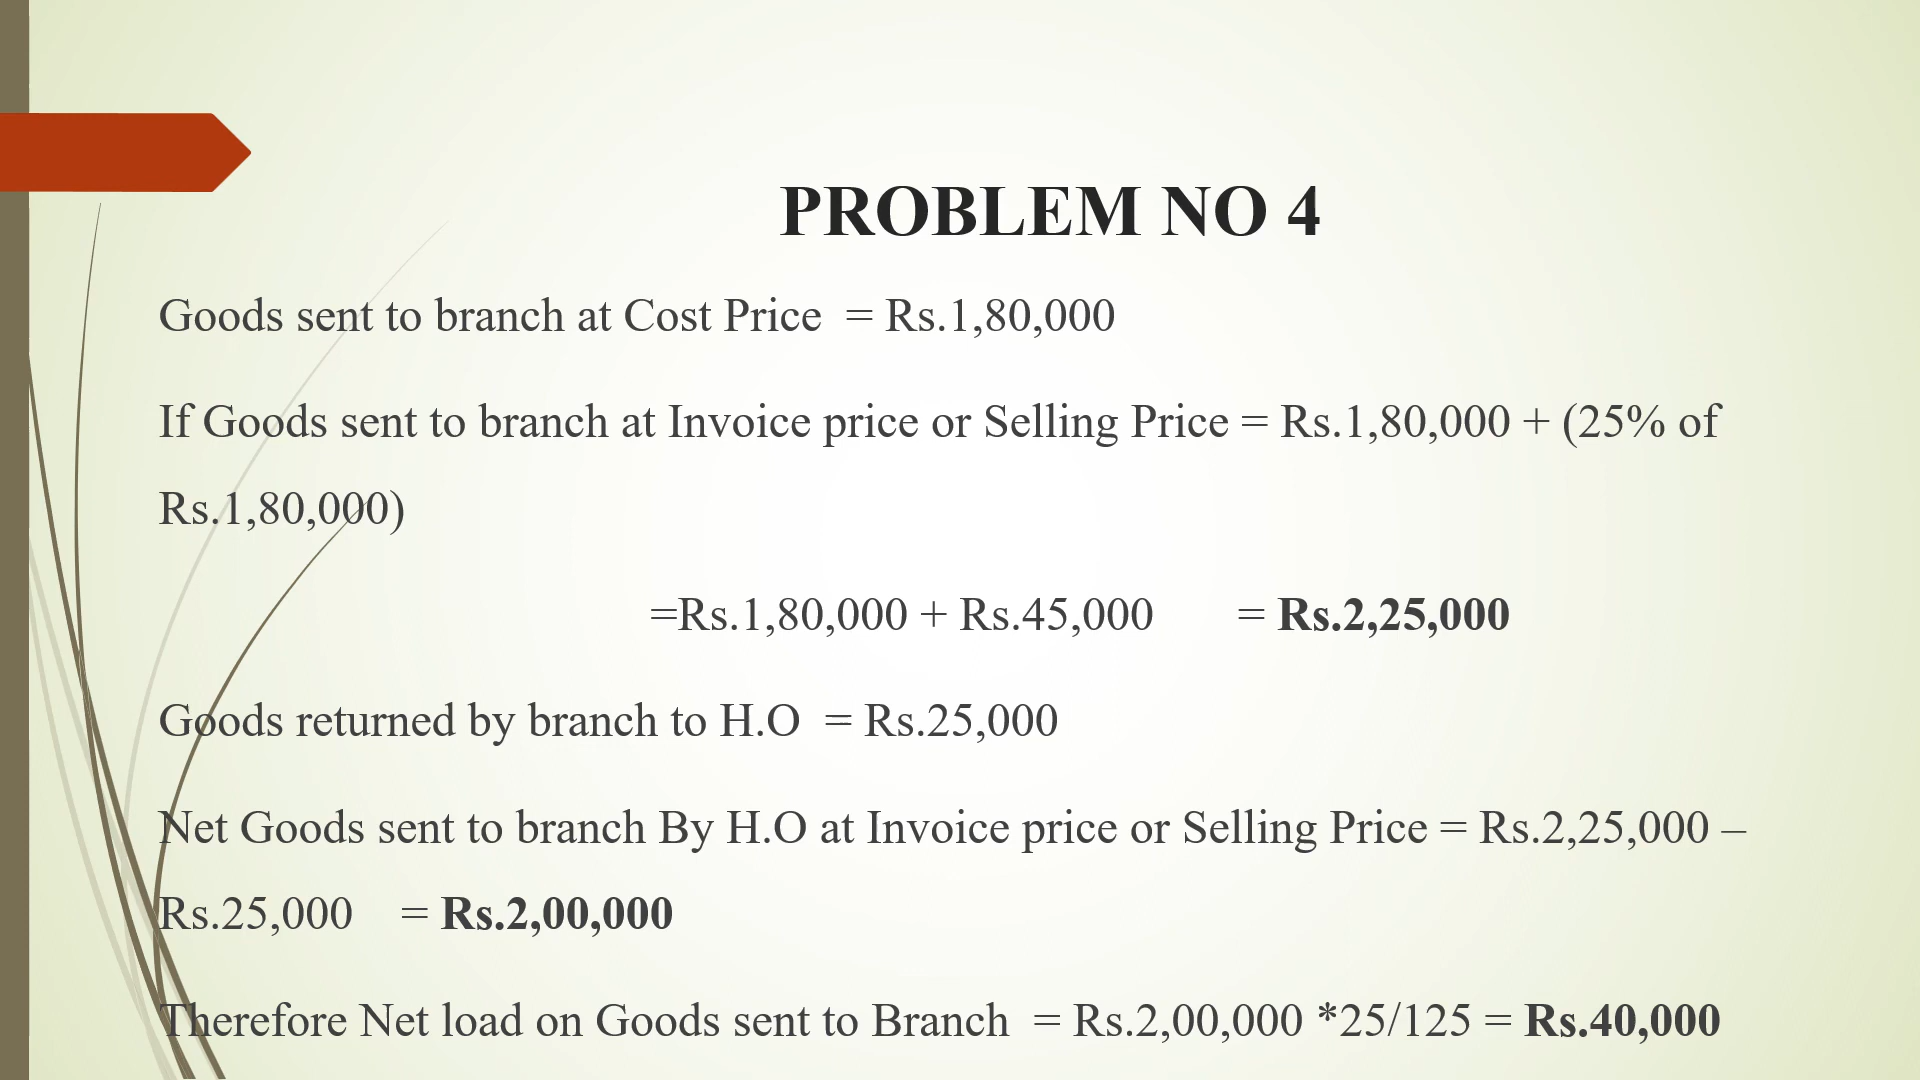 PROBLEM NO 4
Goods sent to branch at Cost Price = Rs.1,80,000
If Goods sent to branch at Invoice price or Selling Price = Rs.1,80,000 + (25% of
Rs.1,80,000)
=Rs.1,80,000 + Rs.45,000 = Rs.2,25,000
Goods returned by branch to H.O = Rs.25,000
Net Goods sent to branch By H.O at Invoice price or Selling Price = Rs.2,25,000 –
Rs.25,000 = Rs.2,00,000
Therefore Net load on Goods sent to Branch = Rs.2,00,000 *25/125 = Rs.40,000